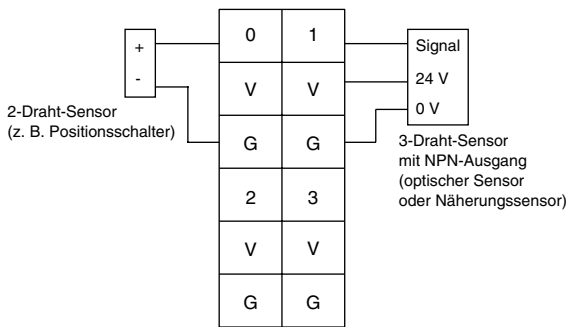 +
-
2-Draht-Sensor
(z. B. Positionsschalter)
0 1
V V
G G
2 3
V V
G G
Signal
24 V
0 V
3-Draht-Sensor
mit NPN-Ausgang
(optischer Sensor
oder Näherungssensor)